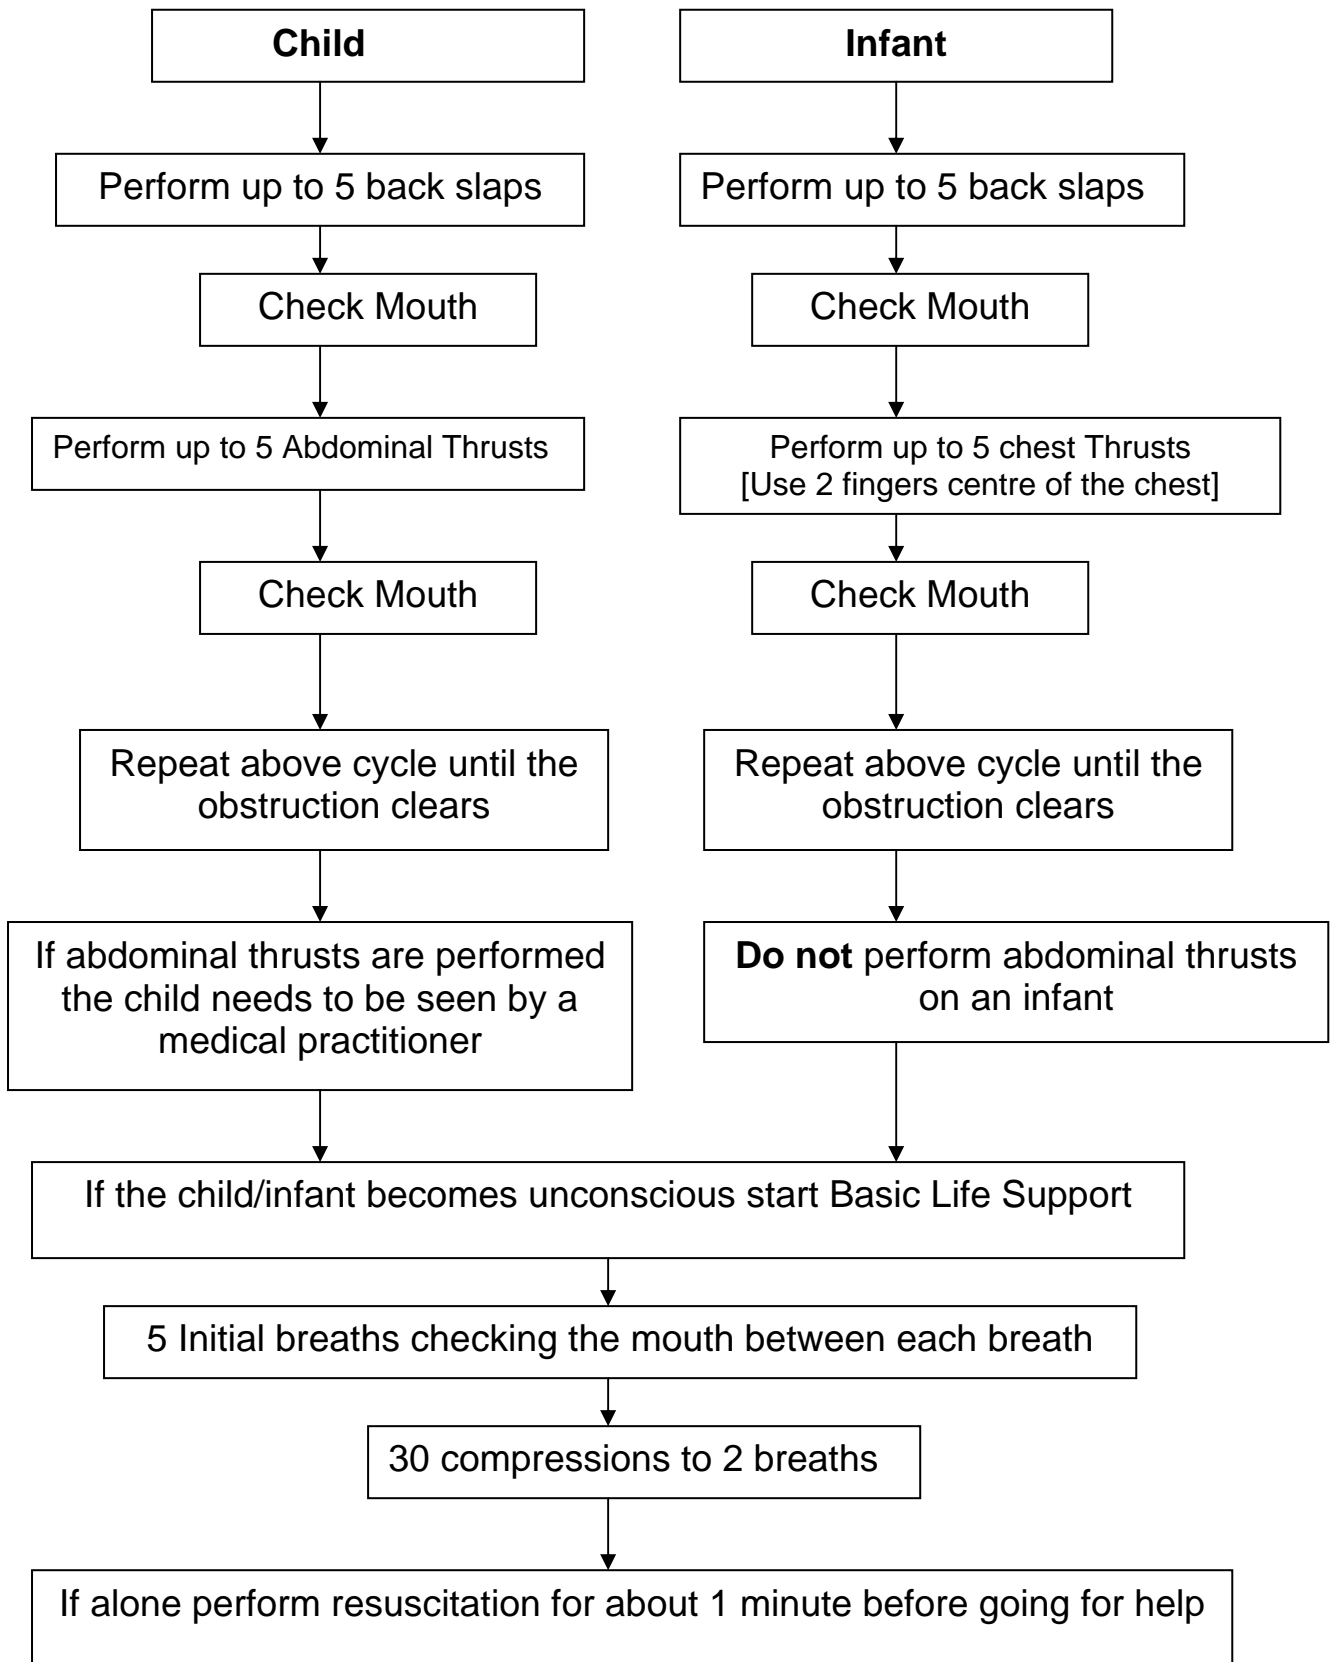 Child
Infant
Perform up to 5 back slaps
Perform up to 5 back slaps
Check Mouth
Check Mouth
Perform up to 5 Abdominal Thrusts
Perform up to 5 chest Thrusts
[Use 2 fingers centre of the chest]
Check Mouth
Check Mouth
Repeat above cycle until the
obstruction clears
Repeat above cycle until the
obstruction clears
If abdominal thrusts are performed
the child needs to be seen by a
medical practitioner
Do not perform abdominal thrusts
on an infant
If the child/infant becomes unconscious start Basic Life Support
5 Initial breaths checking the mouth between each breath
30 compressions to 2 breaths
If alone perform resuscitation for about 1 minute before going for help